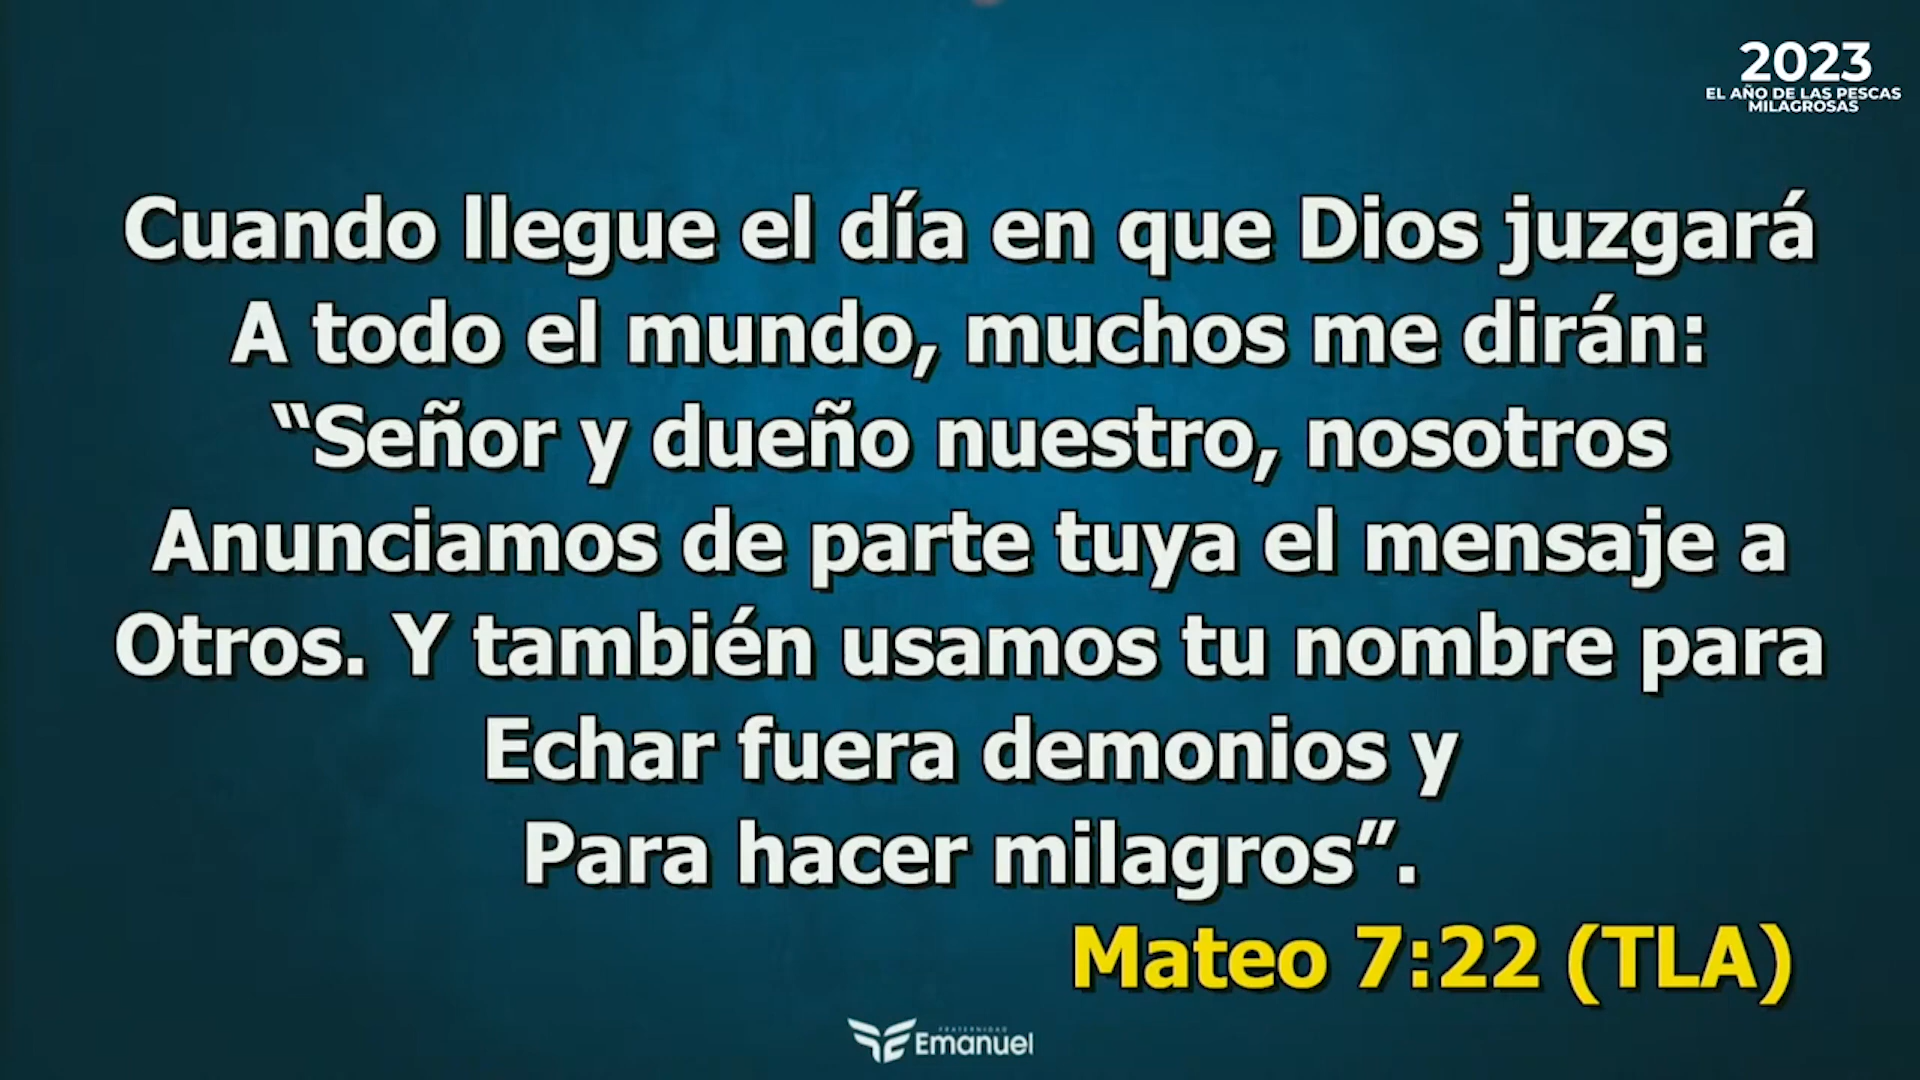 2023
EL AÑO DE LAS PESCAS
MILAGROSAS
Cuando llegue el día en que Dios juzgará
A todo el mundo, muchos me dirán:
“Señor y dueño nuestro, nosotros
Anunciamos de parte tuya el mensaje a
Otros. Y también usamos tu nombre para
Echar fuera demonios y
Para hacer milagros”.
Mateo 7:22 (TLA)
FRATERNIDAD
Emanuel